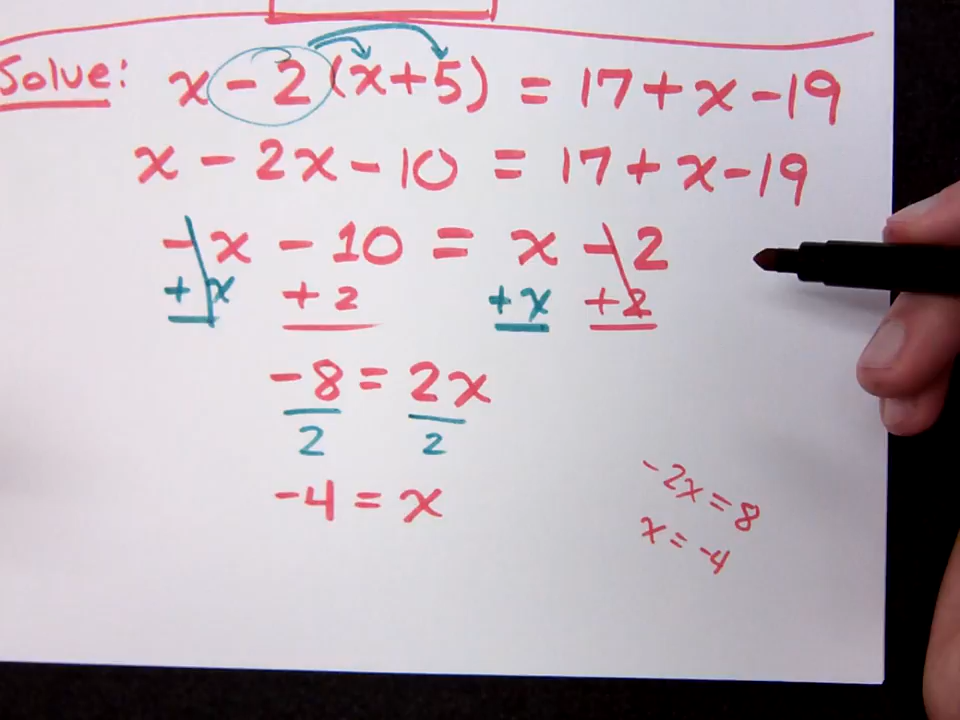 Solve: x - 2(x+5) = 17 + x - 19
x - 2x - 10 = 17 + x - 19
- x - 10 = x - 2
+ x + 2 + x + 2
-8 = 2x
2 2
-4 = x
-2x = 8
x = -4